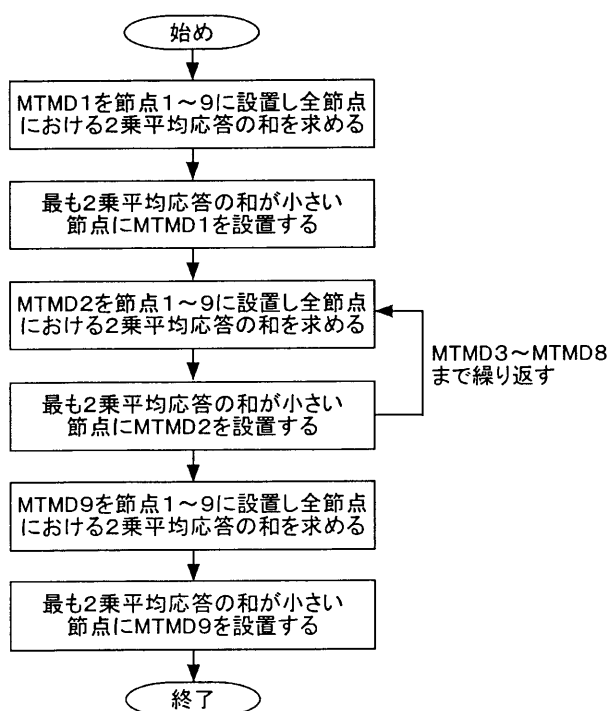 始め
MTMD1を節点1～9に設置し全節点
における2乗平均応答の和を求める
最も2乗平均応答の和が小さい
節点にMTMD1を設置する
MTMD2を節点1～9に設置し全節点
における2乗平均応答の和を求める
MTMD3～MTMD8
まで繰り返す
最も2乗平均応答の和が小さい
節点にMTMD2を設置する
MTMD9を節点1～9に設置し全節点
における2乗平均応答の和を求める
最も2乗平均応答の和が小さい
節点にMTMD9を設置する
終了